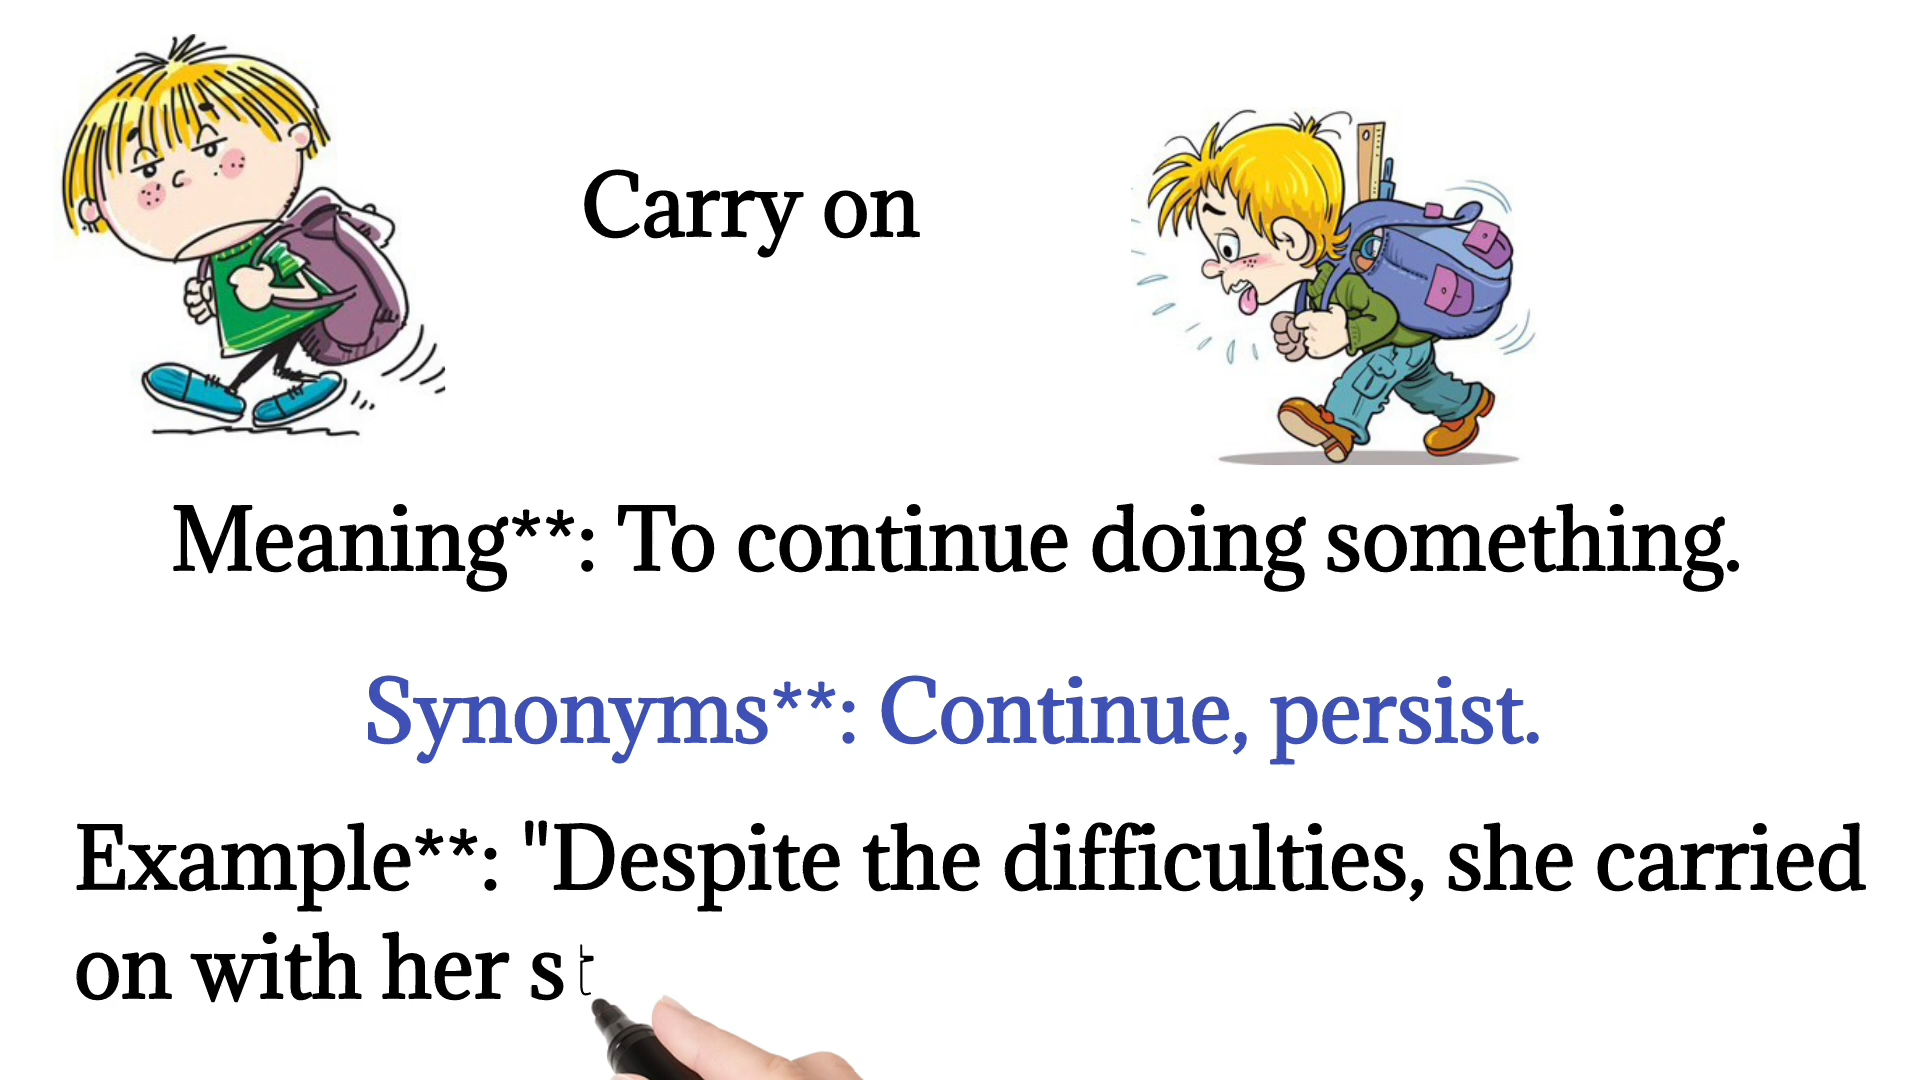 Carry on
Meaning**: To continue doing something.
Synonyms**: Continue, persist.
Example**: "Despite the difficulties, she carried
on with her st